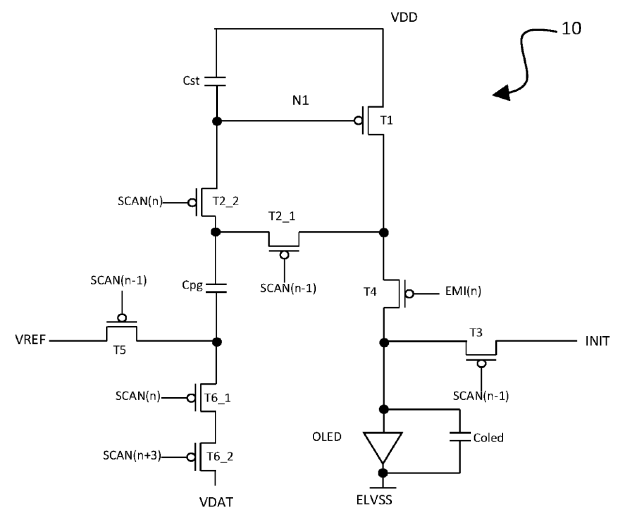 VDD
10
Cst
N1
T1
SCAN(n)
T2_2
T2_1
SCAN(n-1)
Cpg
SCAN(n-1)
T4
EMI(n)
VREF
T5
T3
INIT
SCAN(n)
T6_1
SCAN(n-1)
OLED
Coled
SCAN(n+3)
T6_2
VDAT
ELVSS